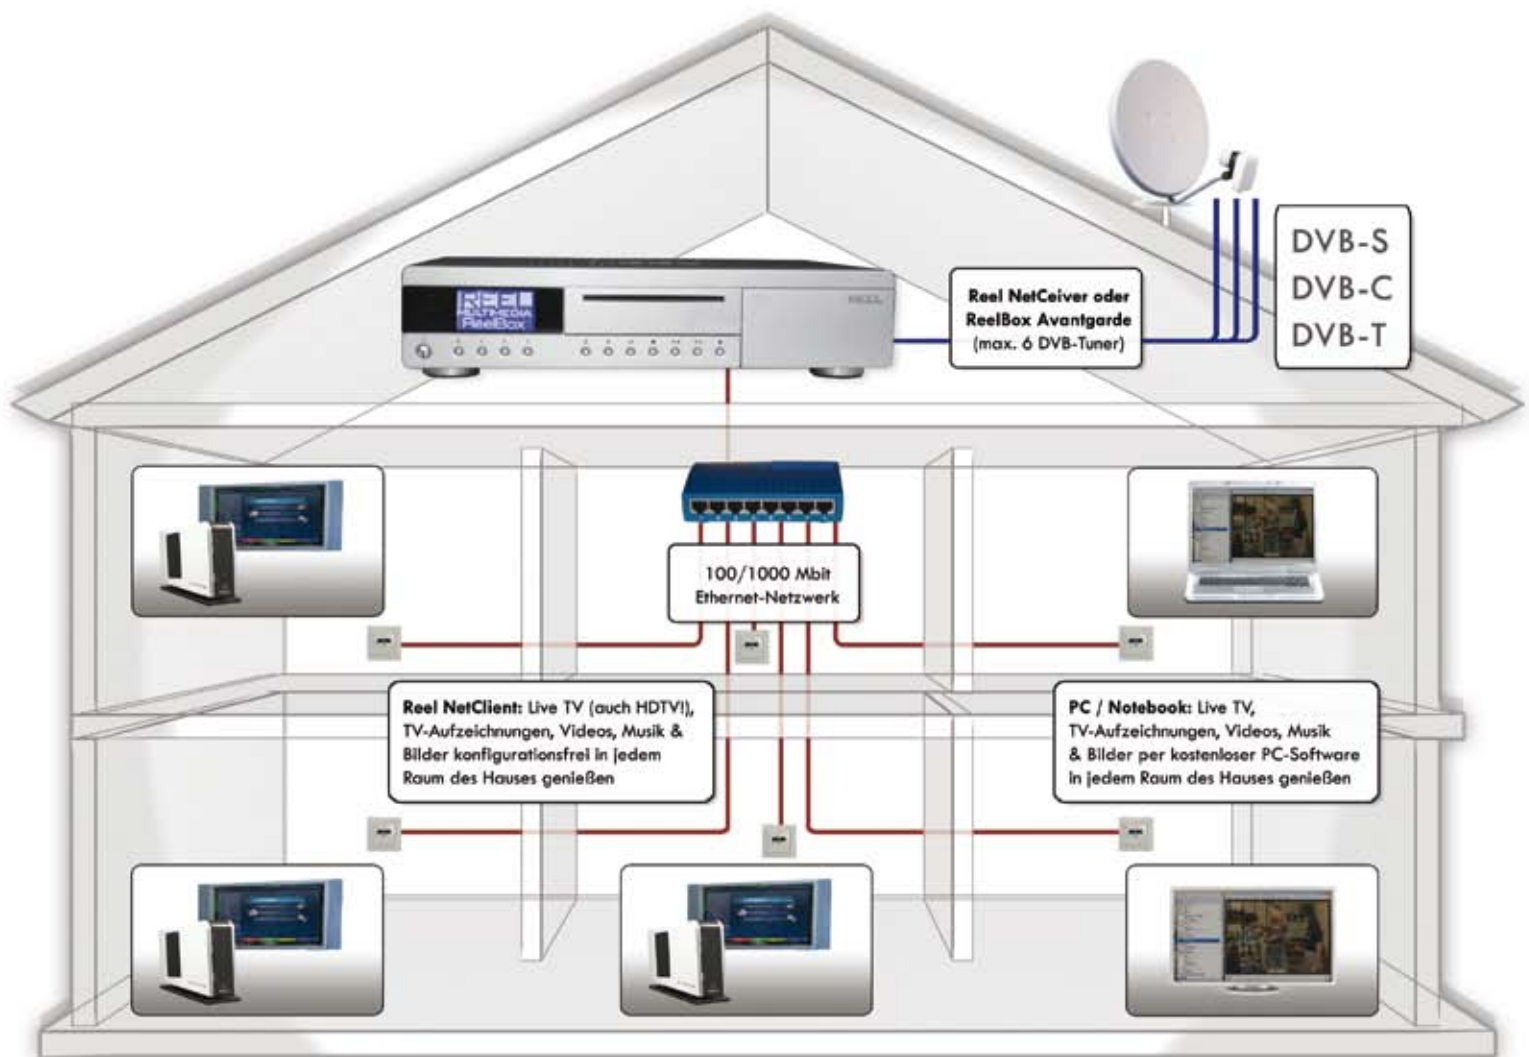 DVB-S
DVB-C
DVB-T
Reel NetCeiver oder
ReelBox Avantgarde
(max. 6 DVB-Tuner)
REEL
MULTIMEDIA
ReelBox
REEL
100/1000 Mbit
Ethernet-Netzwerk
Reel NetClient: Live TV (auch HDTV!),
TV-Aufzeichnungen, Videos, Musik &
Bilder konfigurationsfrei in jedem
Raum des Hauses genießen
PC / Notebook: Live TV,
TV-Aufzeichnungen, Videos, Musik
& Bilder per kostenloser PC-Software
in jedem Raum des Hauses genießen